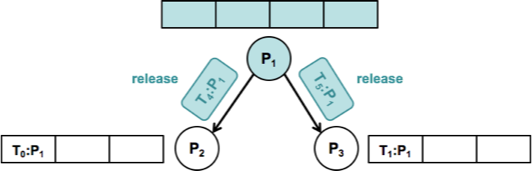 P₁
release
T₄:P₁
T₅:P₁
release
T₀:P₁
P₂
P₃
T₁:P₁